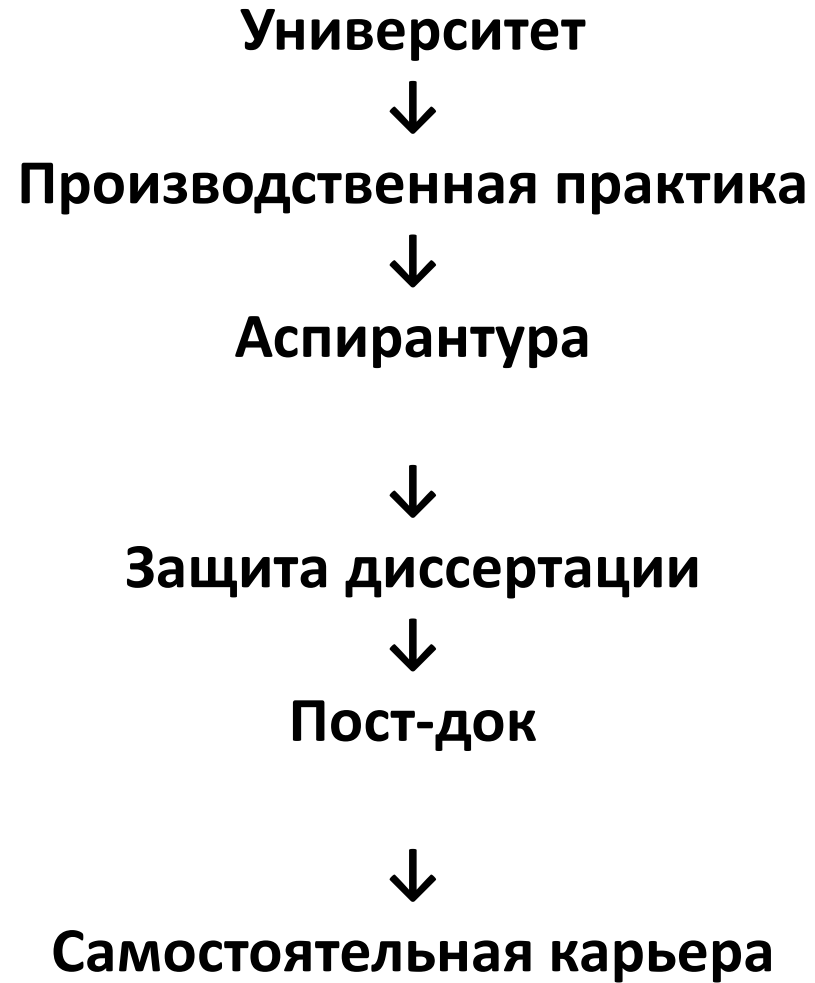 Университет
↓
Производственная практика
↓
Аспирантура
↓
Защита диссертации
↓
Пост-док
↓
Самостоятельная карьера